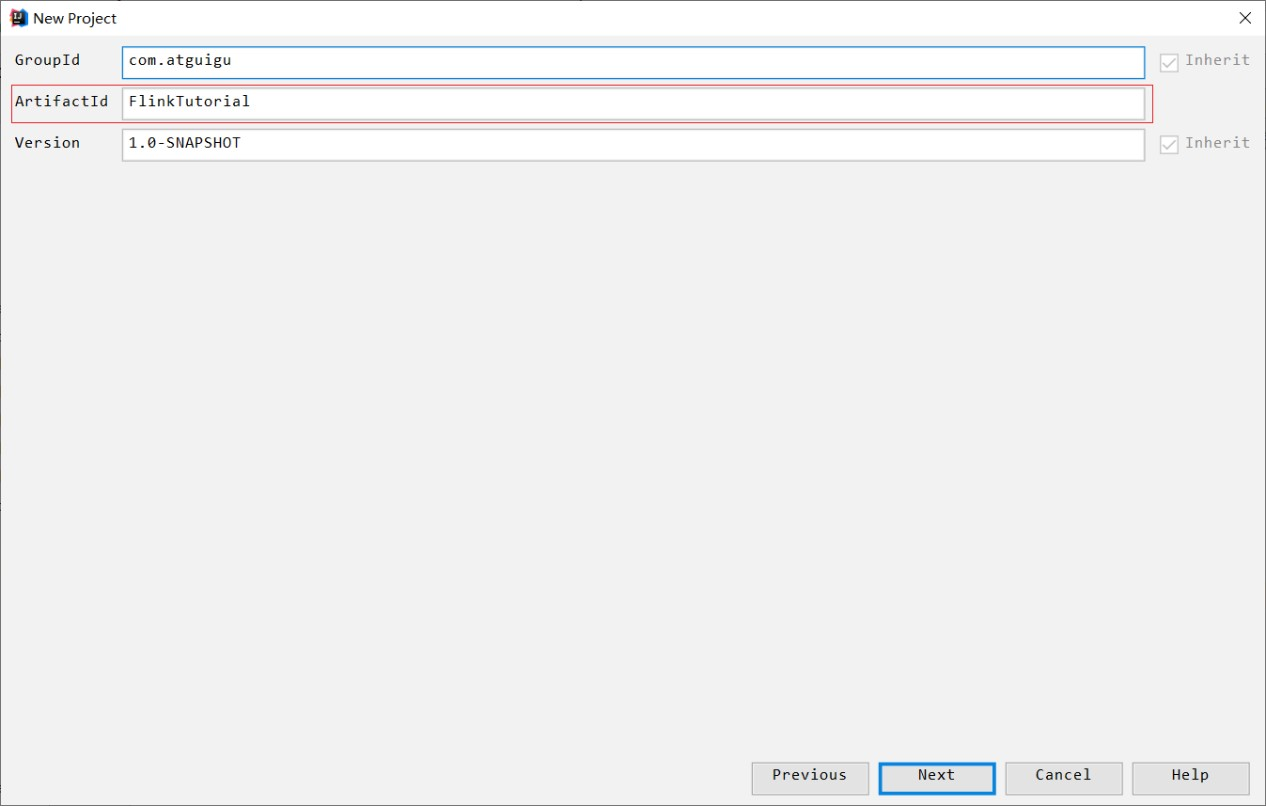 New Project
GroupId com.atguigu Inherit
ArtifactId FlinkTutorial
Version 1.0-SNAPSHOT Inherit
Previous Next Cancel Help